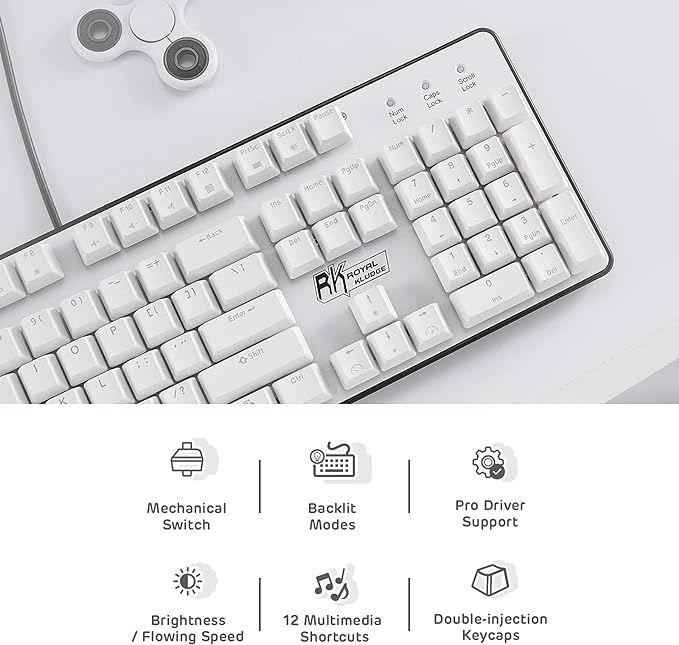 Pause
ScrLk
PrtSc
F12
F11
F10
F9
F8
Num Lock
Caps Lock
Scroll Lock
Num
/
*
-
←Back
Ins
Home
PgUp
Del
End
PgDn
7 Home
8 ↑
9 PgUp
+
4 ←
5
6 →
1 End
2 ↓
3 PgDn
Enter
0 Ins
. Del
9(
0)
-_
=+
\|
I
O
P
[{
]}
Enter↵
K
L
;:
'"
⇧Shift
/?
Ctrl
RK ROYAL
KLUDGE
Mechanical
Switch
Backlit
Modes
Pro Driver
Support
Brightness
/ Flowing Speed
12 Multimedia
Shortcuts
Double-injection
Keycaps